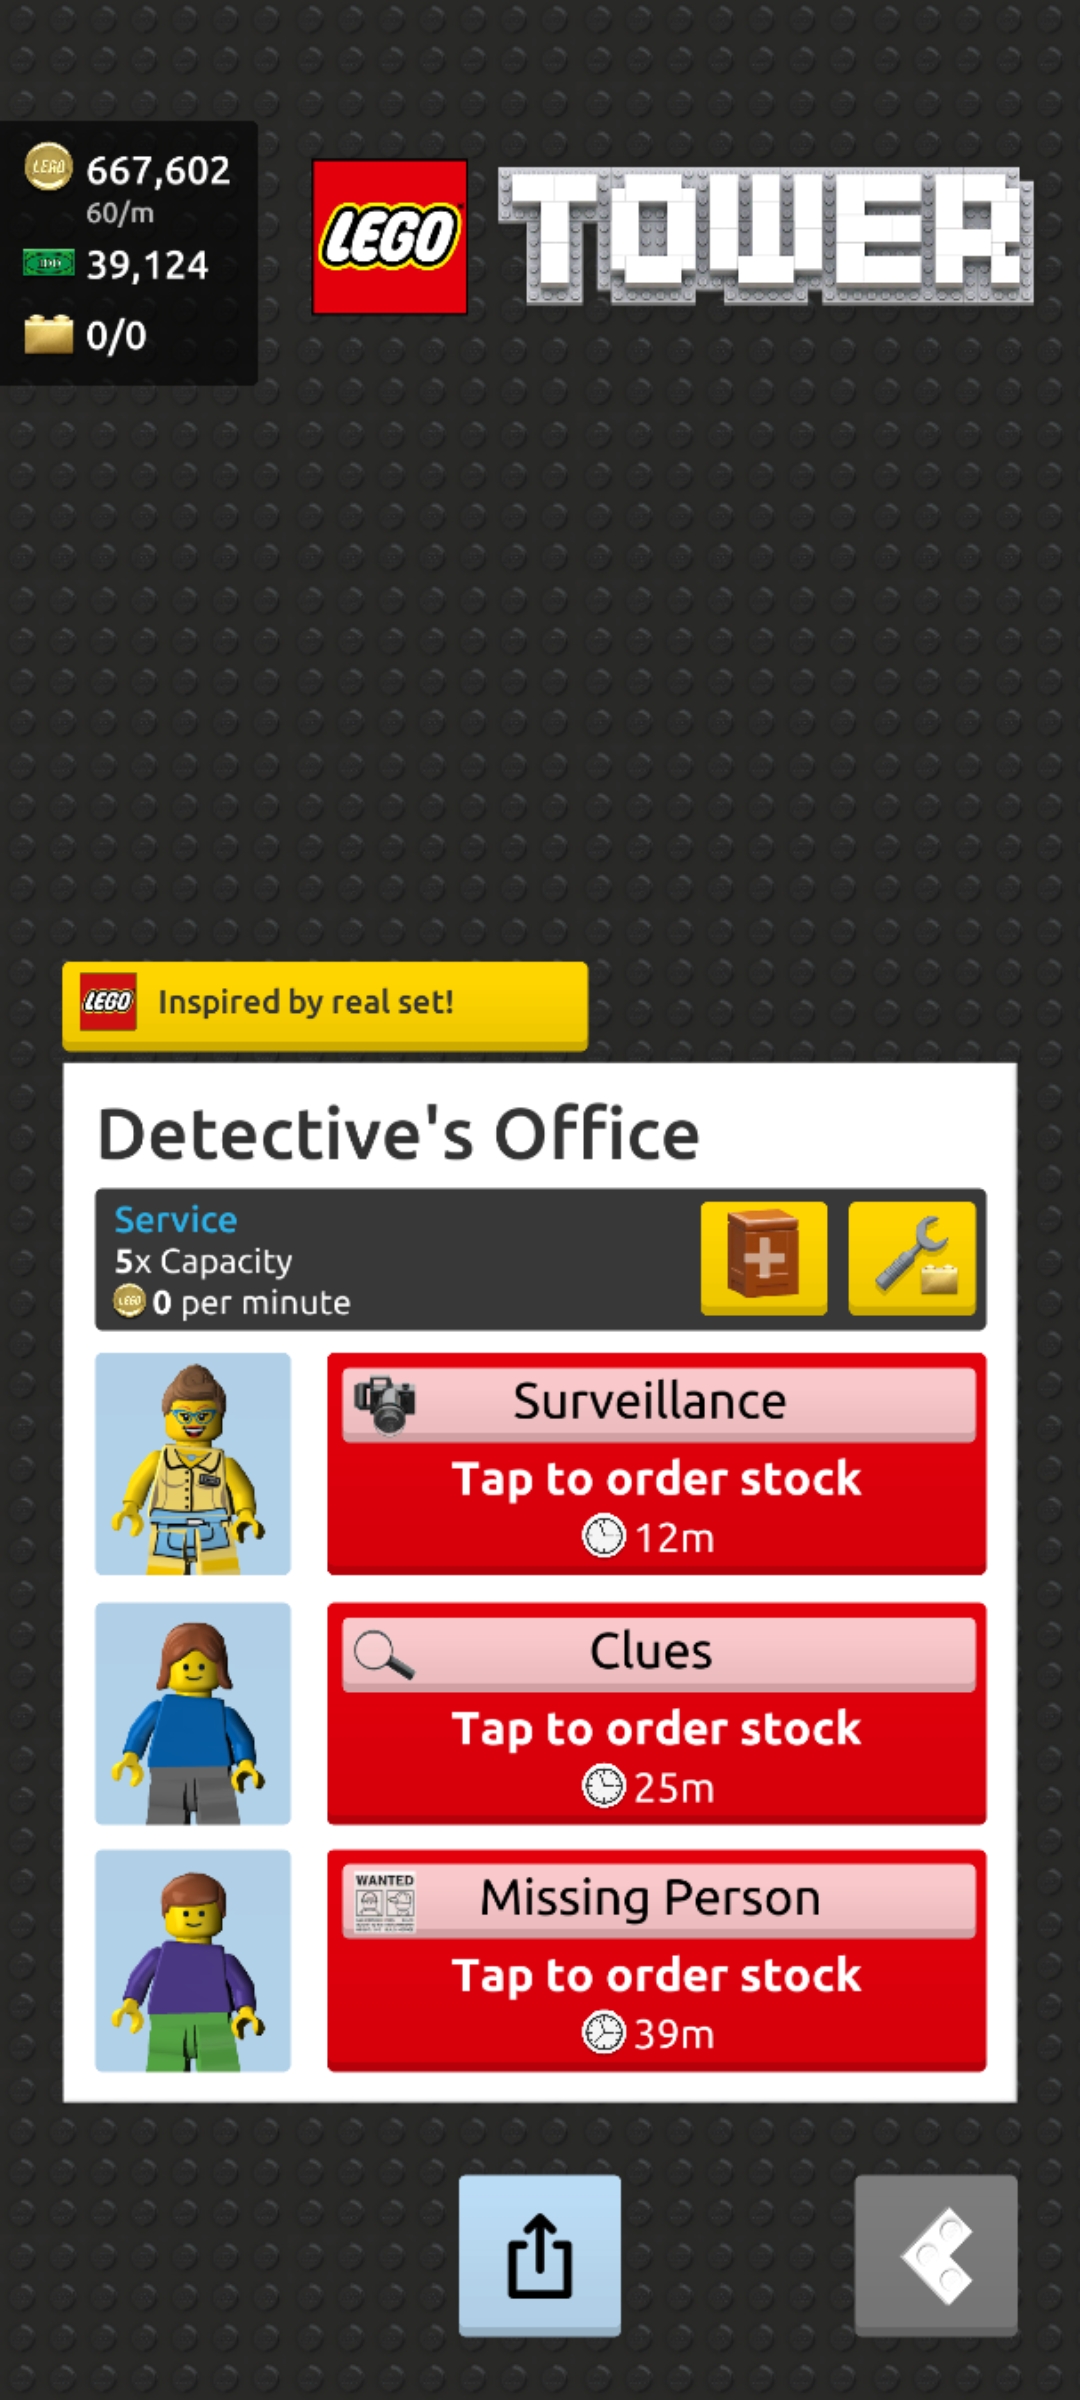 667,602
60/m
39,124
0/0
LEGO
TOWER
LEGO
Inspired by real set!
Detective's Office
Service
5x Capacity
LEGO 0 per minute
Surveillance
Tap to order stock
12m
Clues
Tap to order stock
25m
WANTED
Missing Person
Tap to order stock
39m